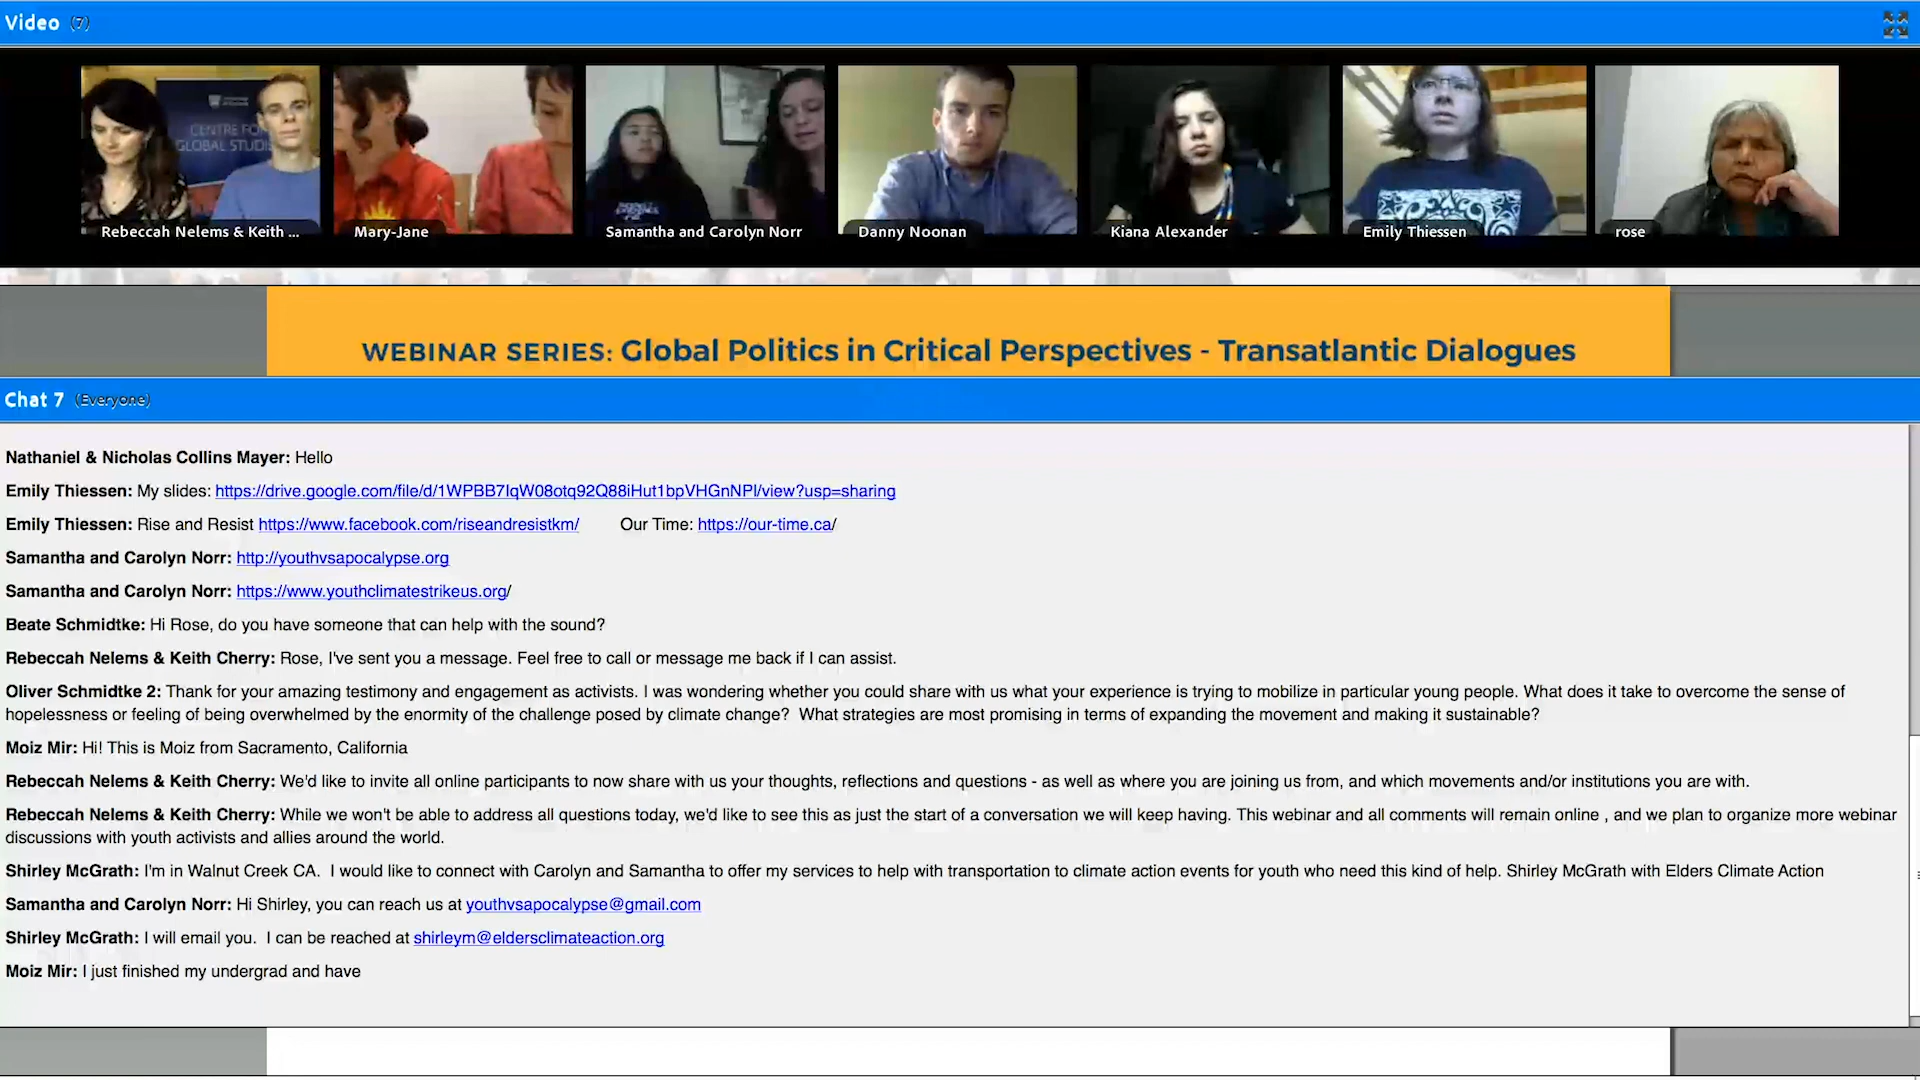 Video (7)
CENTRE FOR
GLOBAL STUDIES
Rebeccah Nelems & Keith ...
Mary-Jane
Samantha and Carolyn Norr
Danny Noonan
Kiana Alexander
Emily Thiessen
rose
WEBINAR SERIES: Global Politics in Critical Perspectives - Transatlantic Dialogues
Chat 7 (Everyone)
Nathaniel & Nicholas Collins Mayer: Hello
Emily Thiessen: My slides: https://drive.google.com/file/d/1WPBB7IqW08otq92Q88iHut1bpVHGnNPl/view?usp=sharing
Emily Thiessen: Rise and Resist https://www.facebook.com/riseandresistkm/ Our Time: https://our-time.ca/
Samantha and Carolyn Norr: http://youthvsapocalypse.org
Samantha and Carolyn Norr: https://www.youthclimatestrikeus.org/
Beate Schmidtke: Hi Rose, do you have someone that can help with the sound?
Rebeccah Nelems & Keith Cherry: Rose, I've sent you a message. Feel free to call or message me back if I can assist.
Oliver Schmidtke 2: Thank for your amazing testimony and engagement as activists. I was wondering whether you could share with us what your experience is trying to mobilize in particular young people. What does it take to overcome the sense of
hopelessness or feeling of being overwhelmed by the enormity of the challenge posed by climate change? What strategies are most promising in terms of expanding the movement and making it sustainable?
Moiz Mir: Hi! This is Moiz from Sacramento, California
Rebeccah Nelems & Keith Cherry: We'd like to invite all online participants to now share with us your thoughts, reflections and questions - as well as where you are joining us from, and which movements and/or institutions you are with.
Rebeccah Nelems & Keith Cherry: While we won't be able to address all questions today, we'd like to see this as just the start of a conversation we will keep having. This webinar and all comments will remain online , and we plan to organize more webinar
discussions with youth activists and allies around the world.
Shirley McGrath: I'm in Walnut Creek CA. I would like to connect with Carolyn and Samantha to offer my services to help with transportation to climate action events for youth who need this kind of help. Shirley McGrath with Elders Climate Action
Samantha and Carolyn Norr: Hi Shirley, you can reach us at youthvsapocalypse@gmail.com
Shirley McGrath: I will email you. I can be reached at shirleym@eldersclimateaction.org
Moiz Mir: I just finished my undergrad and have